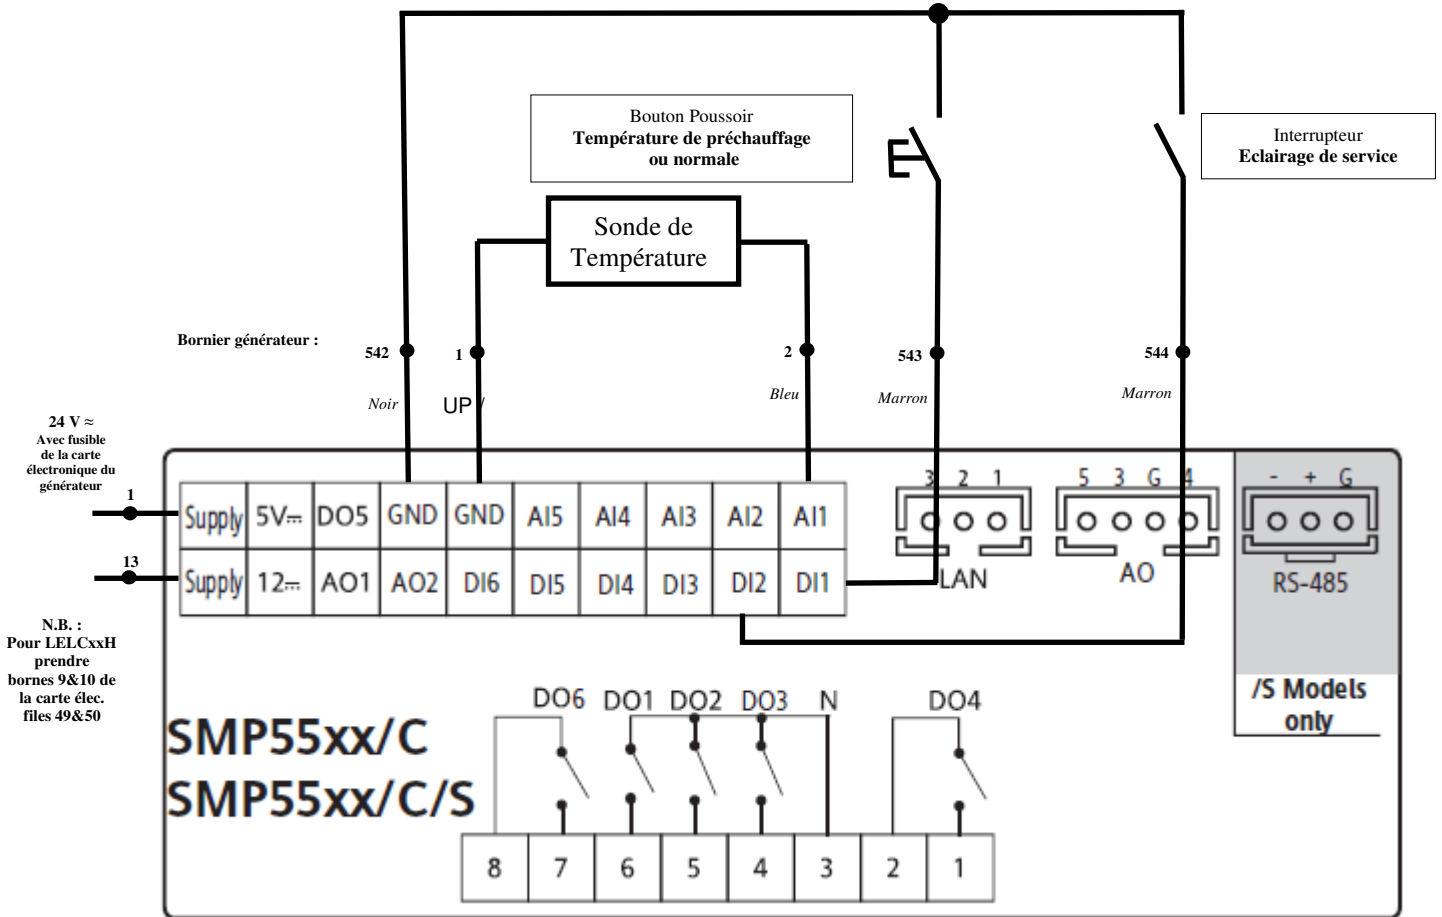 Bouton Poussoir
Température de préchauffage
ou normale
Interrupteur
Eclairage de service
Sonde de
Température
Bornier générateur :
542
1
2
543
544
Noir
UP /
Bleu
Marron
Marron
24 V ≈
Avec fusible
de la carte
électronique du
générateur
1
13
N.B. :
Pour LELCxxH
prendre
bornes 9&10 de
la carte élec.
files 49&50
Supply 5V⎓ DO5 GND GND AI5 AI4 AI3 AI2 AI1
Supply 12⎓ AO1 AO2 DI6 DI5 DI4 DI3 DI2 DI1
3 2 1
LAN
5 3 G 4
AO
- + G
RS-485
/S Models
only
SMP55xx/C
SMP55xx/C/S
DO6 DO1 DO2 DO3 N DO4
8 7 6 5 4 3 2 1